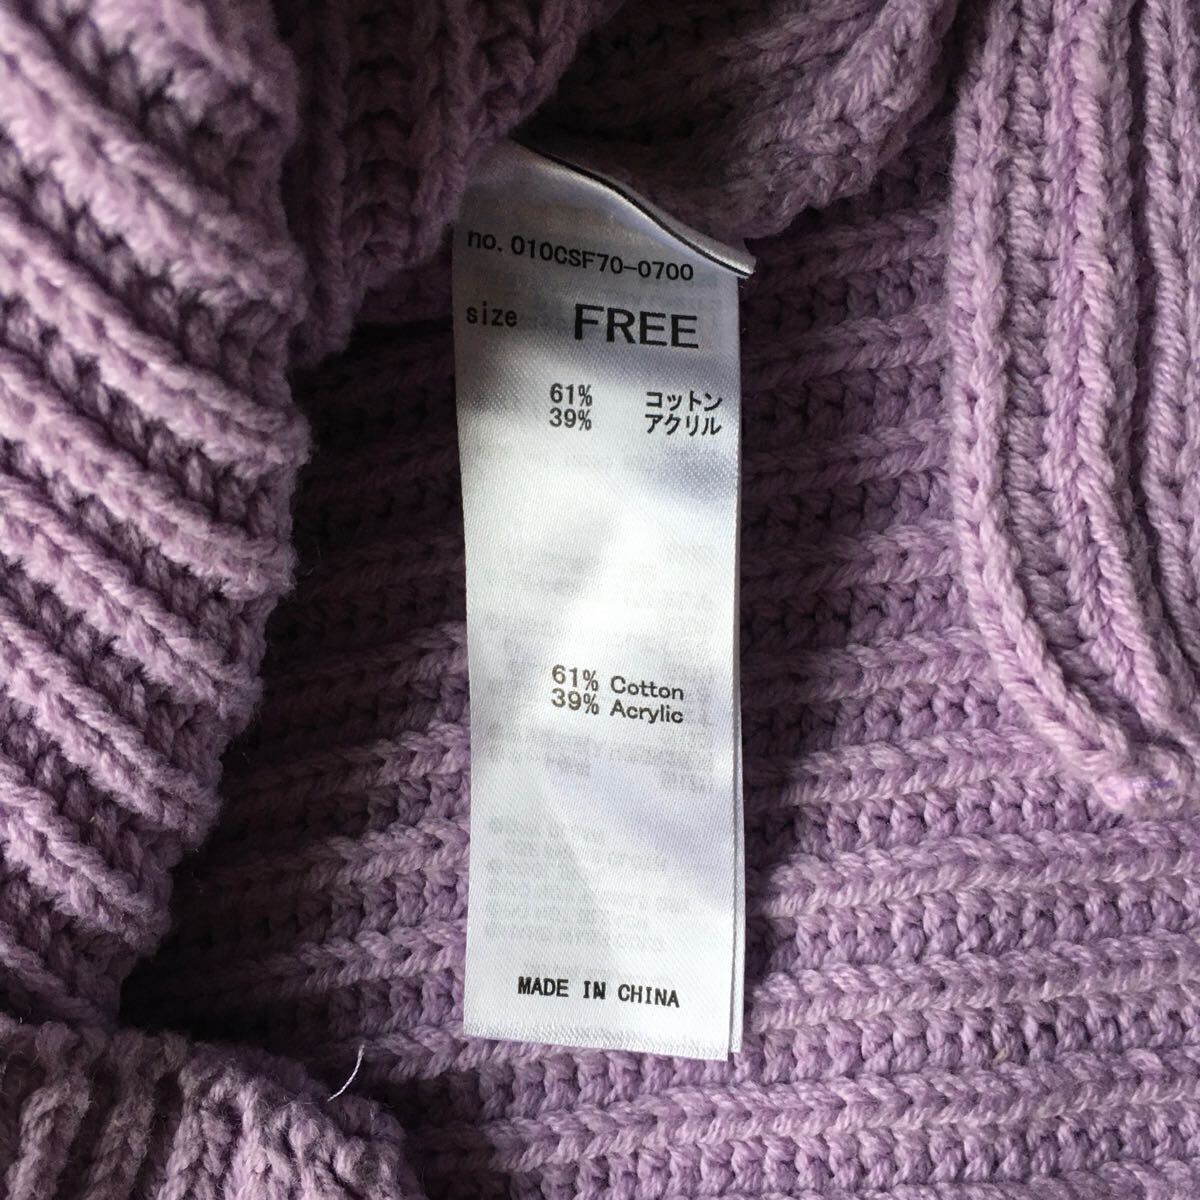 no. 010CSF70-0700
size FREE
61% コットン
39% アクリル
61% Cotton
39% Acrylic
MADE IN CHINA